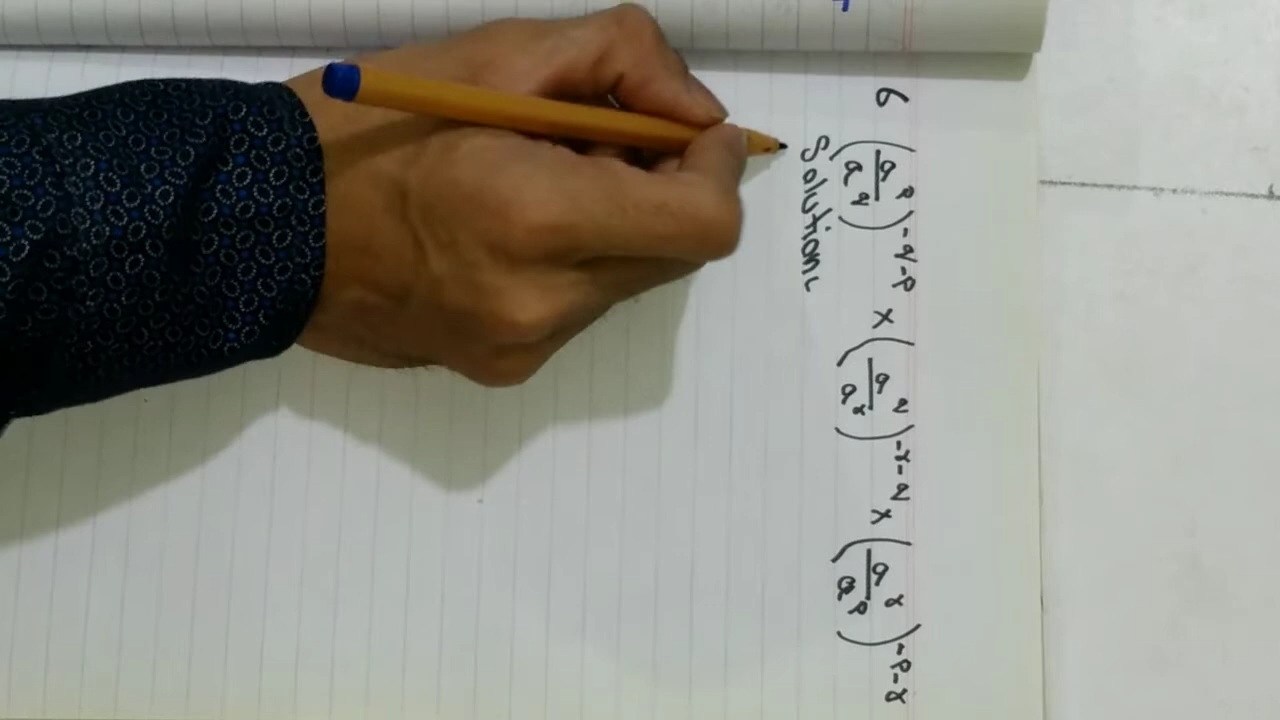 6 (a^p/a^q)^-q-p × (a^q/a^r)^-r-q × (a^r/a^p)^-p-r
Solution